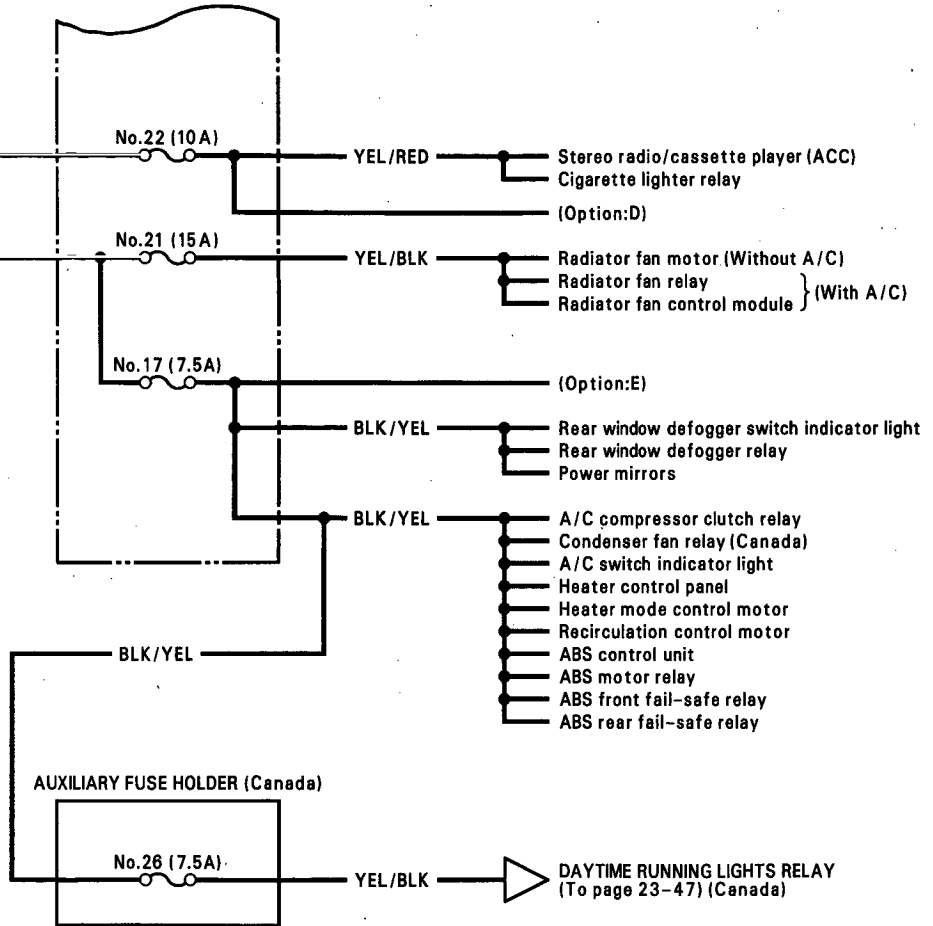 No.22 (10A)
YEL/RED
Stereo radio/cassette player (ACC)
Cigarette lighter relay
(Option:D)
No.21 (15A)
YEL/BLK
Radiator fan motor (Without A/C)
Radiator fan relay
Radiator fan control module
(With A/C)
No.17 (7.5A)
(Option:E)
BLK/YEL
Rear window defogger switch indicator light
Rear window defogger relay
Power mirrors
BLK/YEL
A/C compressor clutch relay
Condenser fan relay (Canada)
A/C switch indicator light
Heater control panel
Heater mode control motor
Recirculation control motor
ABS control unit
ABS motor relay
ABS front fail-safe relay
ABS rear fail-safe relay
BLK/YEL
AUXILIARY FUSE HOLDER (Canada)
No.26 (7.5A)
YEL/BLK
DAYTIME RUNNING LIGHTS RELAY
(To page 23-47) (Canada)